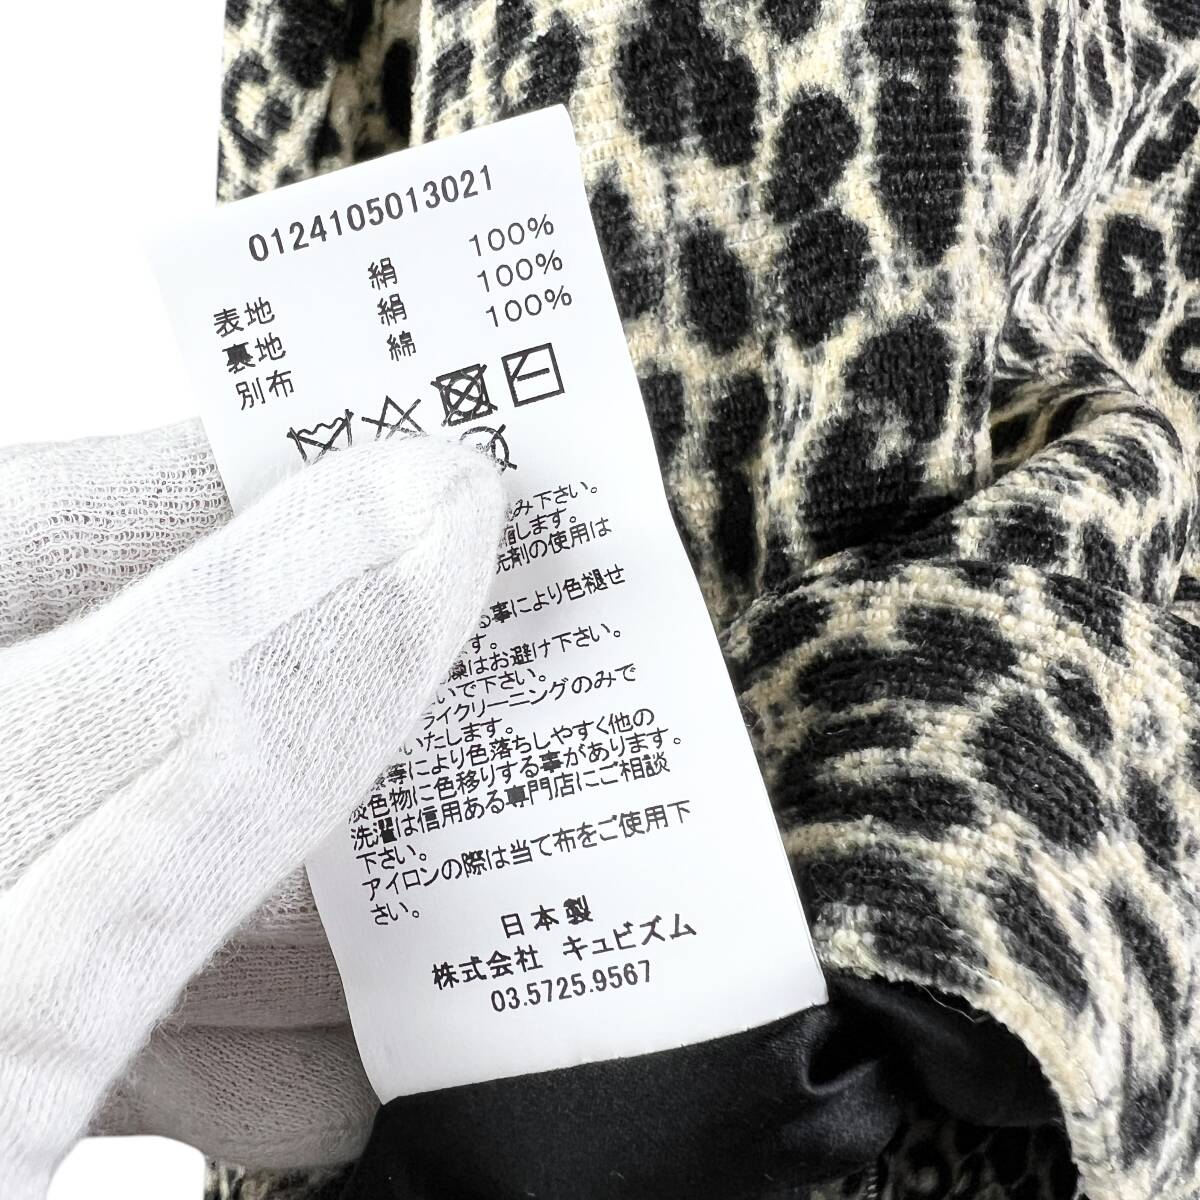 0124105013021
表地 絹 100%
裏地 絹 100%
別布 綿 100%
み下さい。
縮します。
洗剤の使用は
る事により色褪せ
ます。
燥はお避け下さい。
いで下さい。
ライクリーニングのみで
いたします。
等により色落ちしやすく他の
淡色物に色移りする事があります。
洗濯は信用ある専門店にご相談
下さい。
アイロンの際は当て布をご使用下
さい。
日本製
株式会社 キュビズム
03.5725.9567